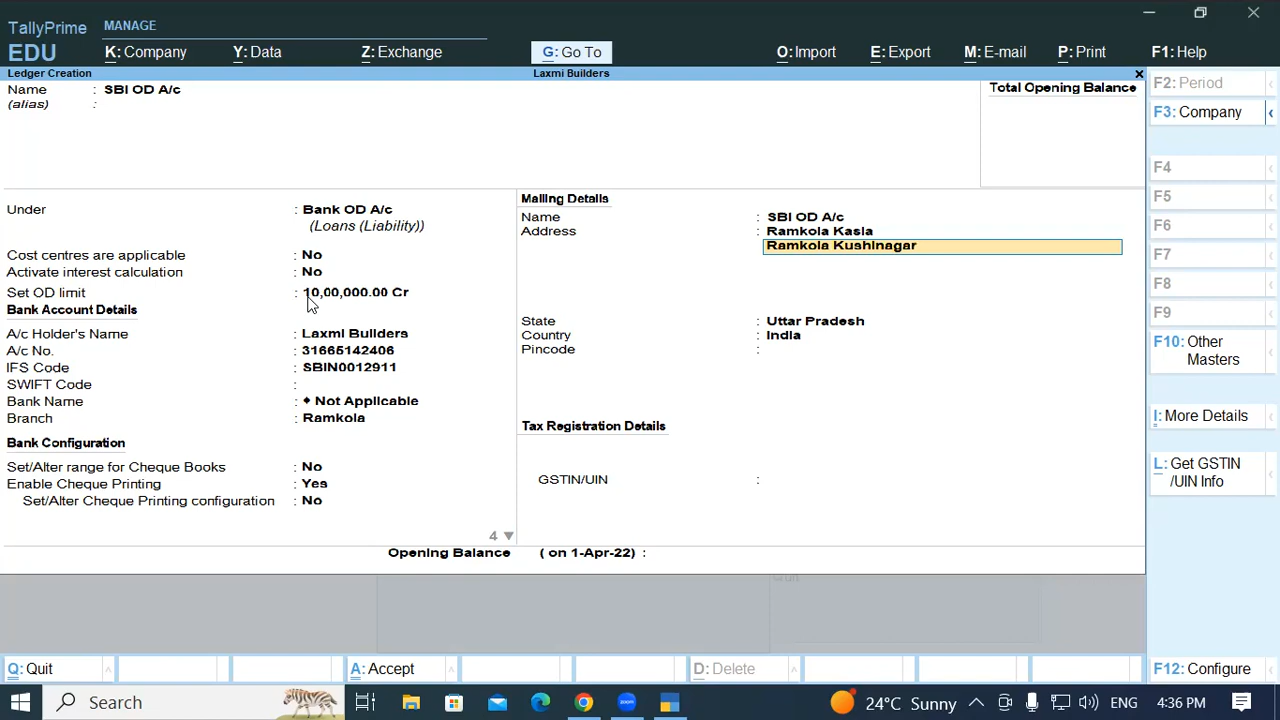 TallyPrime MANAGE
EDU K: Company Y: Data Z: Exchange G: Go To O: Import E: Export M: E-mail P: Print F1: Help
Ledger Creation Laxmi Builders
Name : SBI OD A/c
(alias) :
Total Opening Balance
Under : Bank OD A/c
(Loans (Liability))
Cost centres are applicable : No
Activate interest calculation : No
Set OD limit : 10,00,000.00 Cr
Bank Account Details
A/c Holder's Name : Laxmi Builders
A/c No. : 31665142406
IFS Code : SBIN0012911
SWIFT Code :
Bank Name : ♦ Not Applicable
Branch : Ramkola
Bank Configuration
Set/Alter range for Cheque Books : No
Enable Cheque Printing : Yes
Set/Alter Cheque Printing configuration : No
4 ▼
Mailing Details
Name : SBI OD A/c
Address : Ramkola Kasia
Ramkola Kushinagar
State : Uttar Pradesh
Country : India
Pincode :
Tax Registration Details
GSTIN/UIN :
Opening Balance ( on 1-Apr-22) :
F2: Period
F3: Company
F4
F5
F6
F7
F8
F9
F10: Other
Masters
I: More Details
L: Get GSTIN
/UIN Info
Q: Quit A: Accept D: Delete F12: Configure
Search 24°C Sunny ENG 4:36 PM